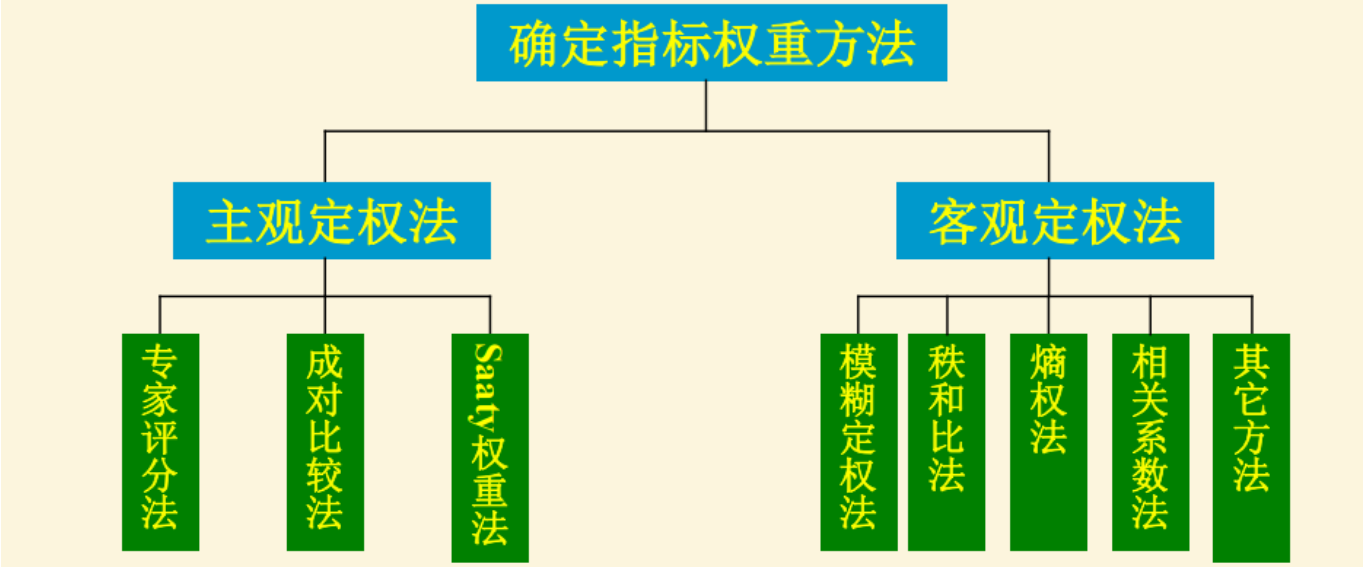 确定指标权重方法
主观定权法
客观定权法
专家评分法
成对比较法
Saaty权重法
模糊定权法
秩和比法
熵权法
相关系数法
其它方法